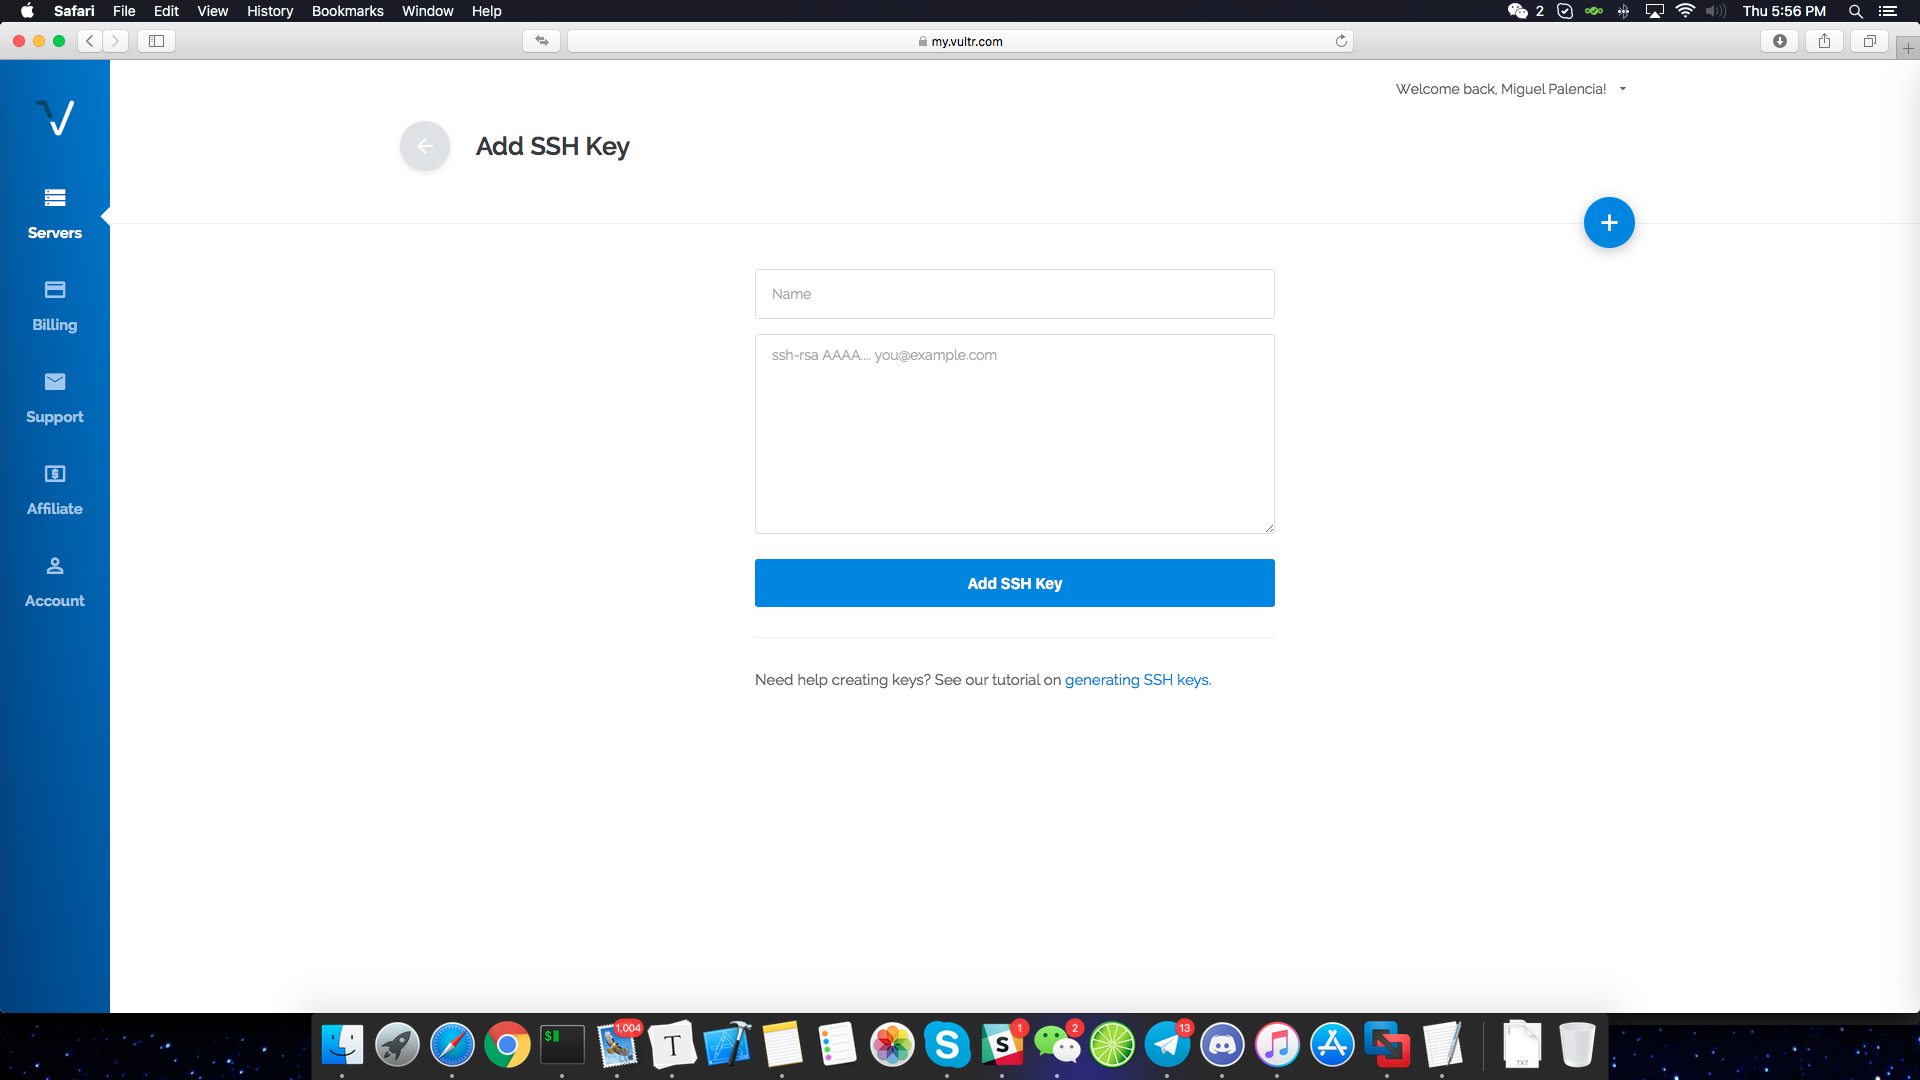 Safari File Edit View History Bookmarks Window Help 2 Thu 5:56 PM
my.vultr.com
Welcome back, Miguel Palencia!
Add SSH Key
Servers
Billing
Support
Affiliate
Account
Name
ssh-rsa AAAA.... you@example.com
Add SSH Key
Need help creating keys? See our tutorial on generating SSH keys.
$
1,004
T
S
S
1
2
13
TXT